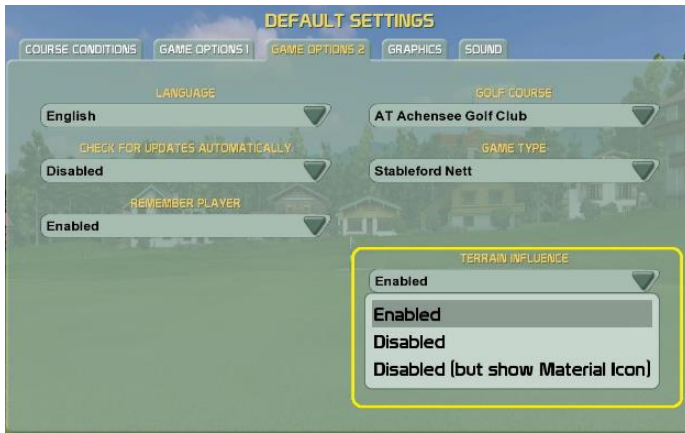 DEFAULT SETTINGS
COURSE CONDITIONS
GAME OPTIONS 1
GAME OPTIONS 2
GRAPHICS
SOUND
LANGUAGE
English
CHECK FOR UPDATES AUTOMATICALLY
Disabled
REMEMBER PLAYER
Enabled
GOLF COURSE
AT Achensee Golf Club
GAME TYPE
Stableford Nett
TERRAIN INFLUENCE
Enabled
Enabled
Disabled
Disabled (but show Material Icon)